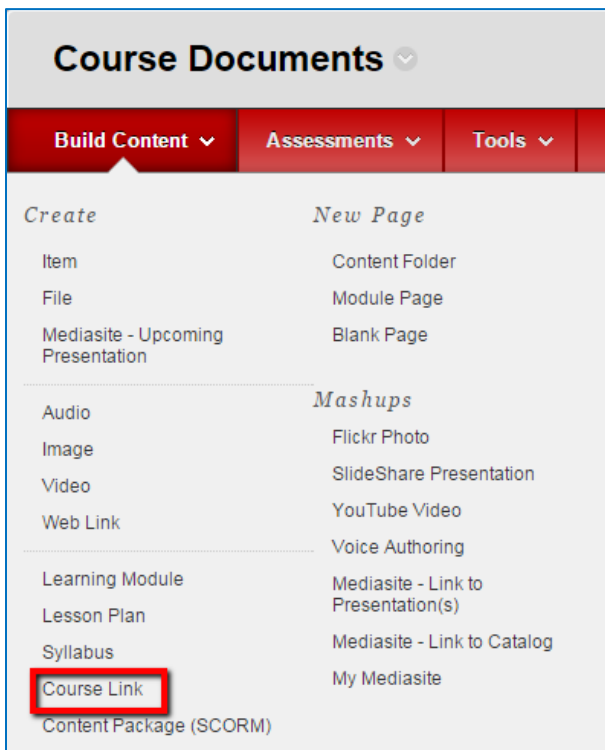 Course Documents
Build Content
Assessments
Tools
Create
Item
File
Mediasite - Upcoming
Presentation
Audio
Image
Video
Web Link
Learning Module
Lesson Plan
Syllabus
Course Link
Content Package (SCORM)
New Page
Content Folder
Module Page
Blank Page
Mashups
Flickr Photo
SlideShare Presentation
YouTube Video
Voice Authoring
Mediasite - Link to
Presentation(s)
Mediasite - Link to Catalog
My Mediasite